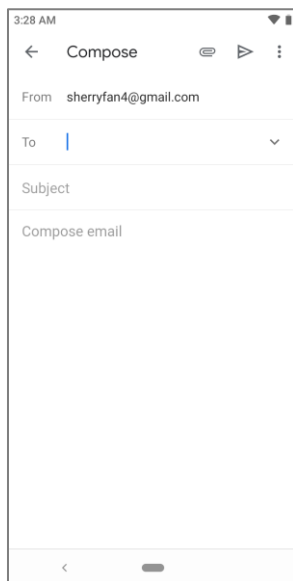 3:28 AM
Compose
From sherryfan4@gmail.com
To
Subject
Compose email